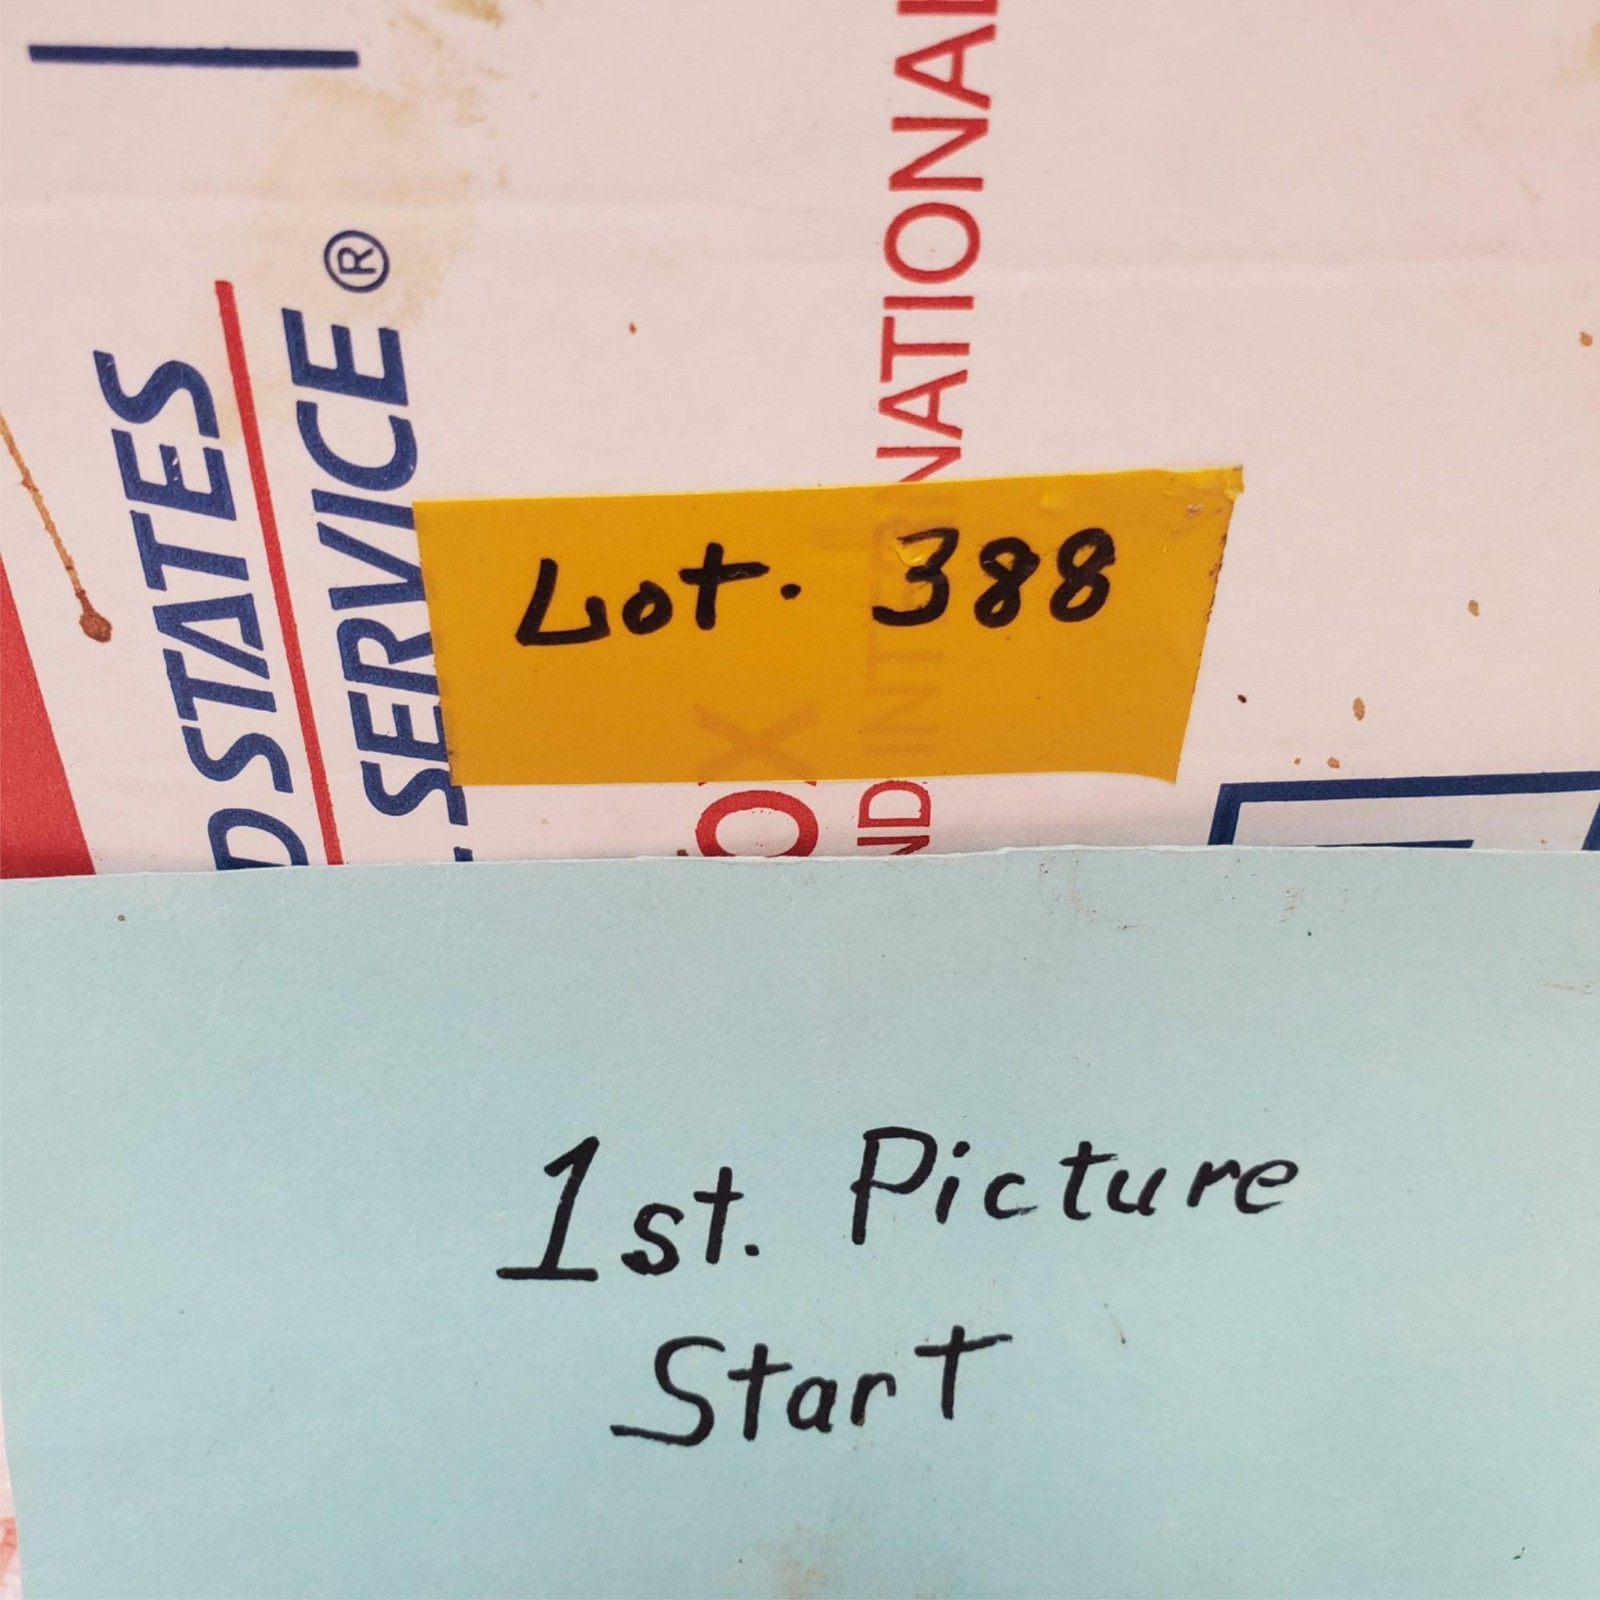 STATES
SERVICE®
NATIONAL
Lot. 388
1st. Picture
Start